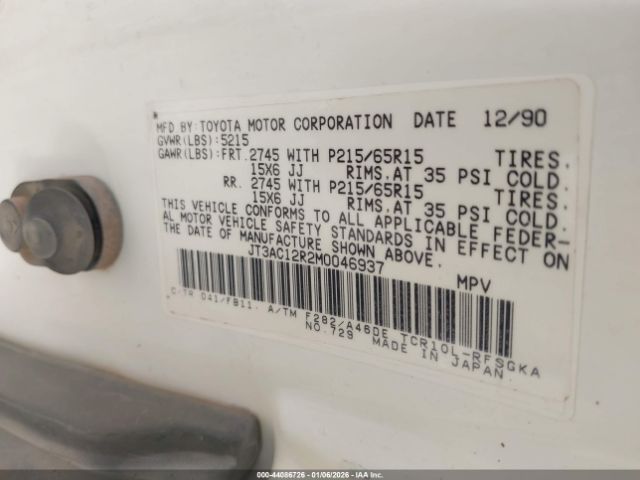 MFD BY: TOYOTA MOTOR CORPORATION DATE 12/90
GVWR(LBS):5215
GAWR(LBS):FRT. 2745 WITH P215/65R15 TIRES.
15X6 JJ RIMS.AT 35 PSI COLD.
RR. 2745 WITH P215/65R15 TIRES.
15X6 JJ RIMS.AT 35 PSI COLD.
THIS VEHICLE CONFORMS TO ALL APPLICABLE FEDER-
AL MOTOR VEHICLE SAFETY STANDARDS IN EFFECT ON
THE DATE OF MANUFACTURE SHOWN ABOVE.
JT3AC12R2M0046937 MPV
C/TR 041/FB11. A/TM F282/A46DE TCR10L-RFSGKA
NO.729 MADE IN JAPAN
000-44086726 - 01/06/2026 - IAA Inc.